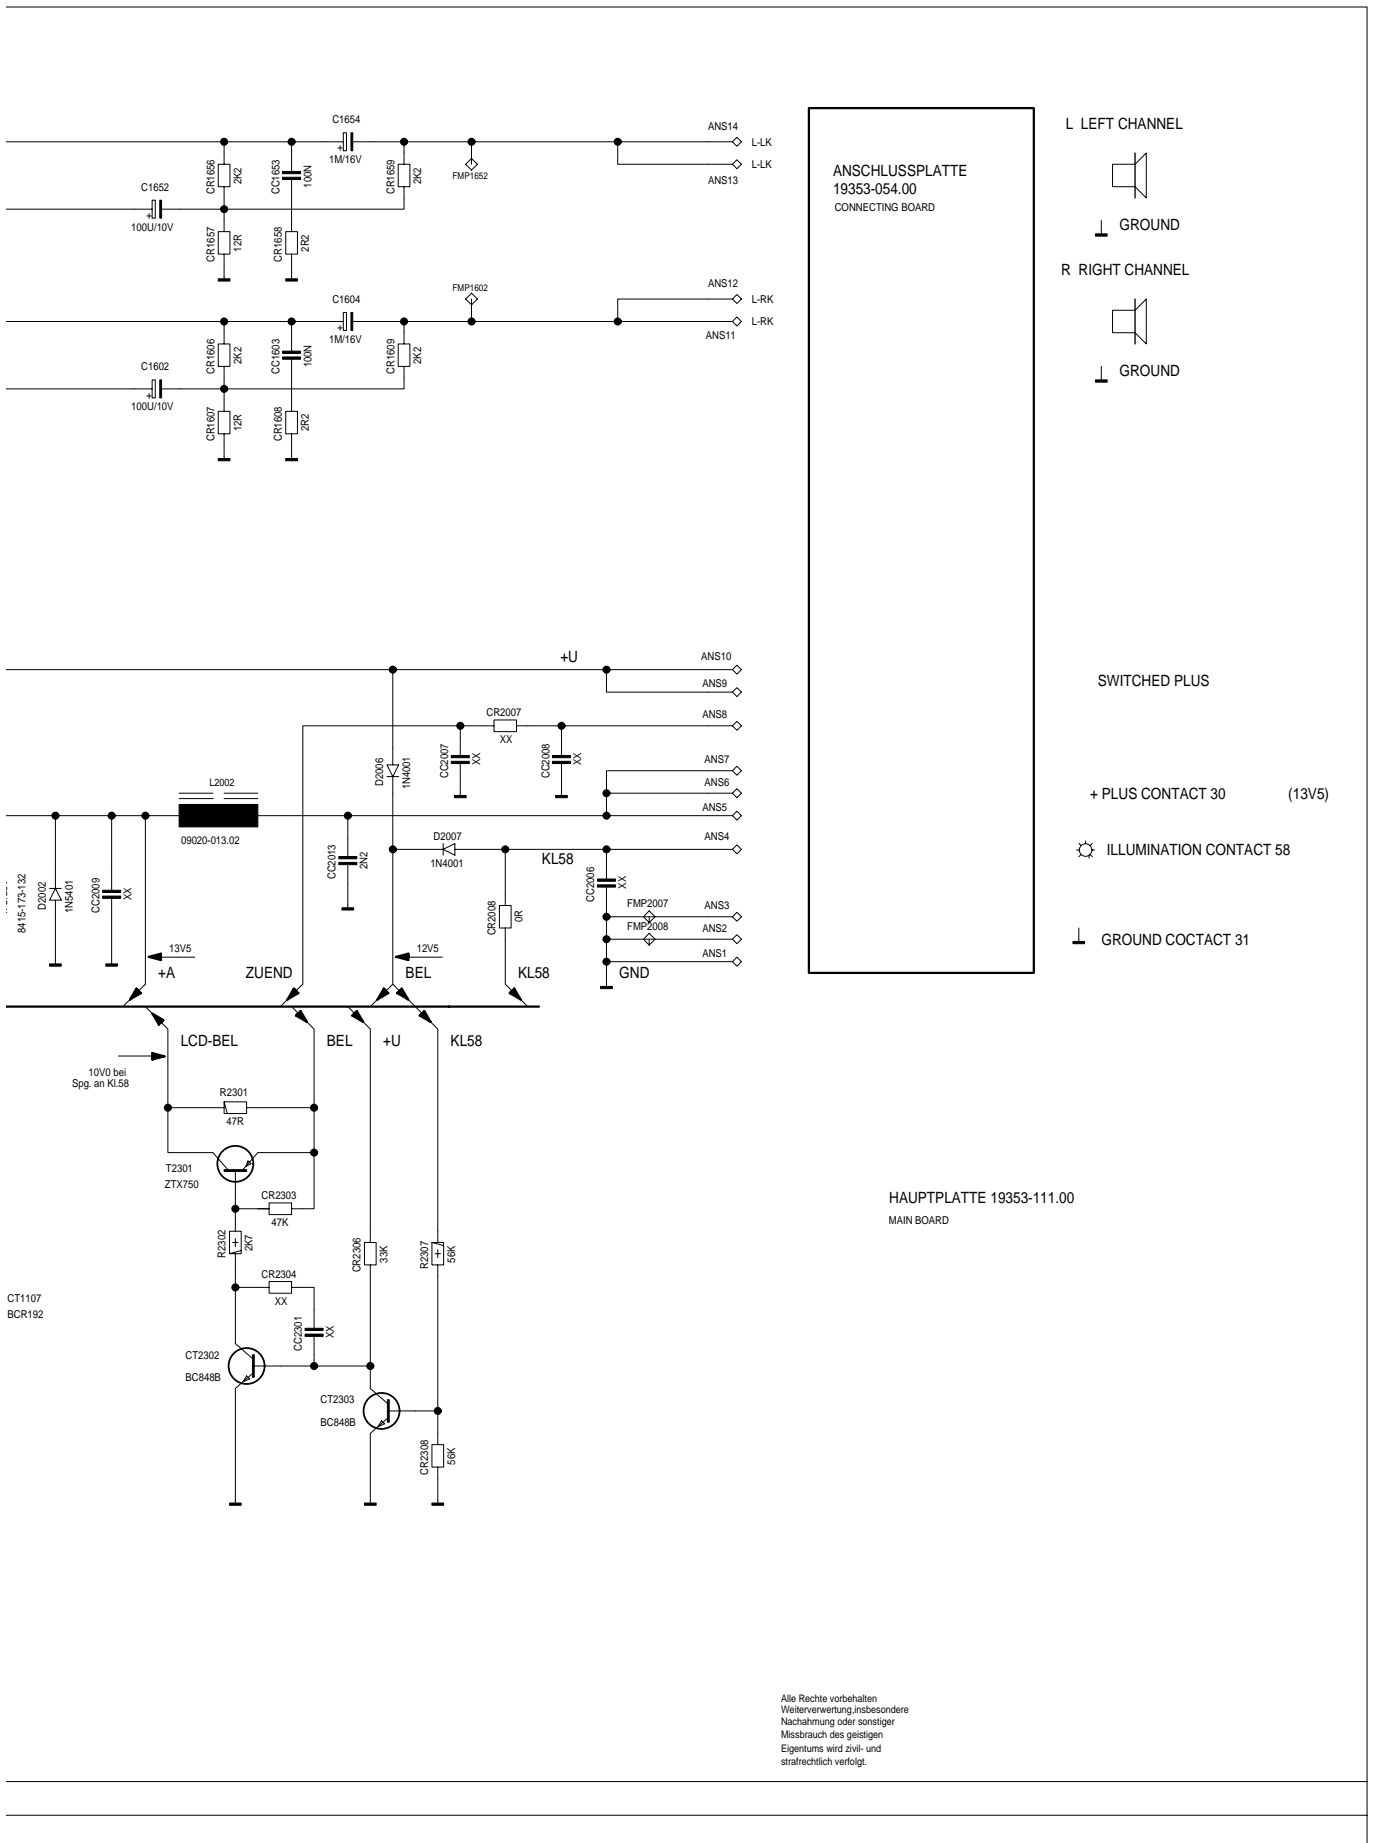 C1654
1M/16V
CR1656
2K2
CC1653
100N
CR1659
2K2
FMP1652
ANS14
L-LK
L-LK
ANS13
C1652
100U/10V
CR1657
12R
CR1658
2R2
ANSCHLUSSPLATTE
19353-054.00
CONNECTING BOARD
L LEFT CHANNEL
GROUND
R RIGHT CHANNEL
GROUND
C1604
1M/16V
FMP1602
ANS12
L-RK
L-RK
ANS11
CR1606
2K2
CC1603
100N
CR1609
2K2
C1602
100U/10V
CR1607
12R
CR1608
2R2
+U
ANS10
ANS9
SWITCHED PLUS
CR2007
XX
ANS8
CC2007
XX
CC2008
XX
D2006
1N4001
ANS7
ANS6
ANS5
+ PLUS CONTACT 30
(13V5)
L2002
09020-013.02
D2007
1N4001
KL58
ANS4
ILLUMINATION CONTACT 58
8415-173-132
D2002
1N5401
CC2009
XX
CC2013
2N2
CR2008
0R
CC2006
XX
FMP2007
ANS3
FMP2008
ANS2
ANS1
GROUND COCTACT 31
13V5
+A
ZUEND
12V5
BEL
KL58
GND
LCD-BEL
BEL
+U
KL58
10V0 bei
Spg. an Kl.58
R2301
47R
T2301
ZTX750
CR2303
47K
R2302
2K7
CR2306
33K
R2307
56K
HAUPTPLATTE 19353-111.00
MAIN BOARD
CT1107
BCR192
CR2304
XX
CC2301
XX
CT2302
BC848B
CT2303
BC848B
CR2308
56K
Alle Rechte vorbehalten
Weiterverwertung,insbesondere
Nachahmung oder sonstiger
Missbrauch des geistigen
Eigentums wird zivil- und
strafrechtlich verfolgt.